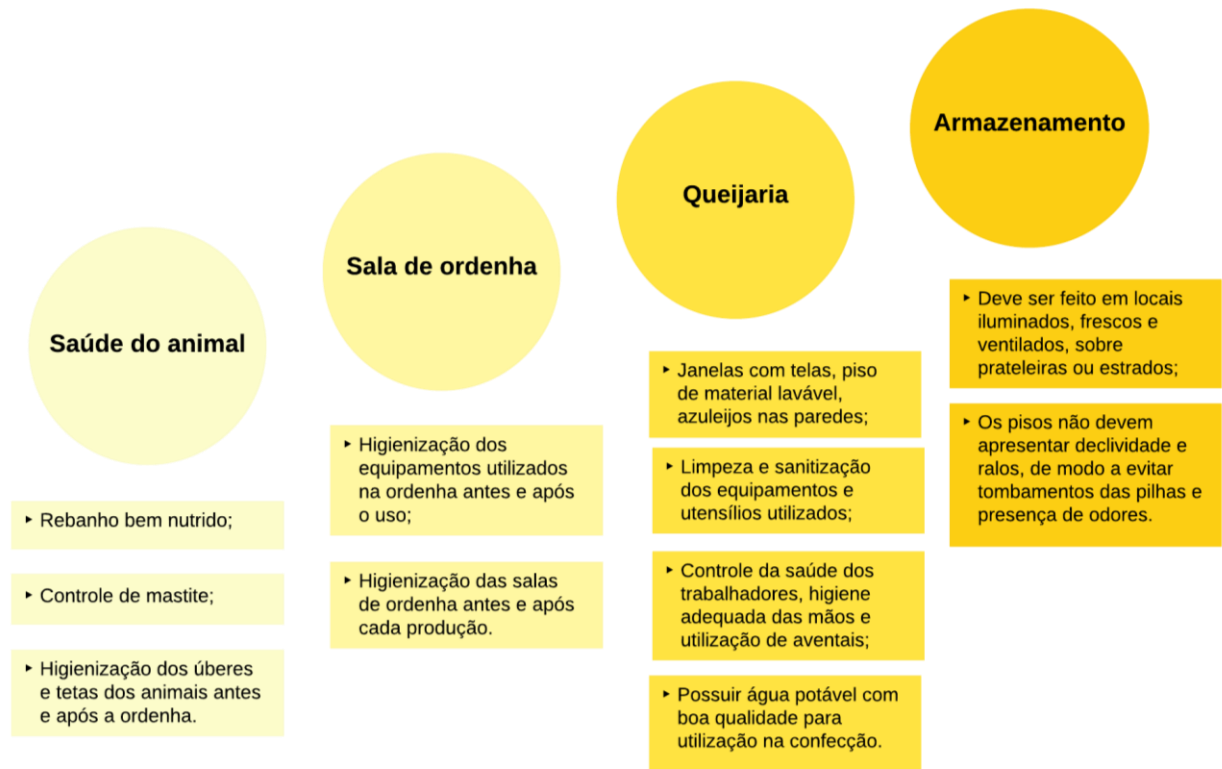 Saúde do animal
▸ Rebanho bem nutrido;
▸ Controle de mastite;
▸ Higienização dos úberes
e tetas dos animais antes
e após a ordenha.
Sala de ordenha
▸ Higienização dos
equipamentos utilizados
na ordenha antes e após
o uso;
▸ Higienização das salas
de ordenha antes e após
cada produção.
Queijaria
▸ Janelas com telas, piso
de material lavável,
azuleijos nas paredes;
▸ Limpeza e sanitização
dos equipamentos e
utensílios utilizados;
▸ Controle da saúde dos
trabalhadores, higiene
adequada das mãos e
utilização de aventais;
▸ Possuir água potável com
boa qualidade para
utilização na confecção.
Armazenamento
▸ Deve ser feito em locais
iluminados, frescos e
ventilados, sobre
prateleiras ou estrados;
▸ Os pisos não devem
apresentar declividade e
ralos, de modo a evitar
tombamentos das pilhas e
presença de odores.